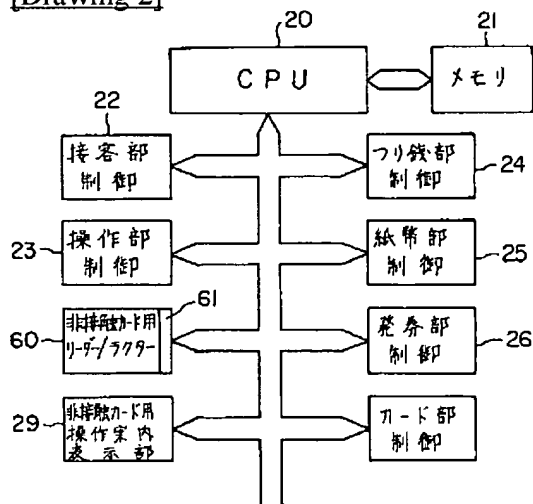 [Drawing 2]
20
CPU
21
メモリ
22
接客部
制御
つり銭部
制御
24
23
操作部
制御
紙幣部
制御
25
60
非接触カード用
リーダー/ラクター
61
発券部
制御
26
29
非接触カード用
操作案内
表示部
カード部
制御